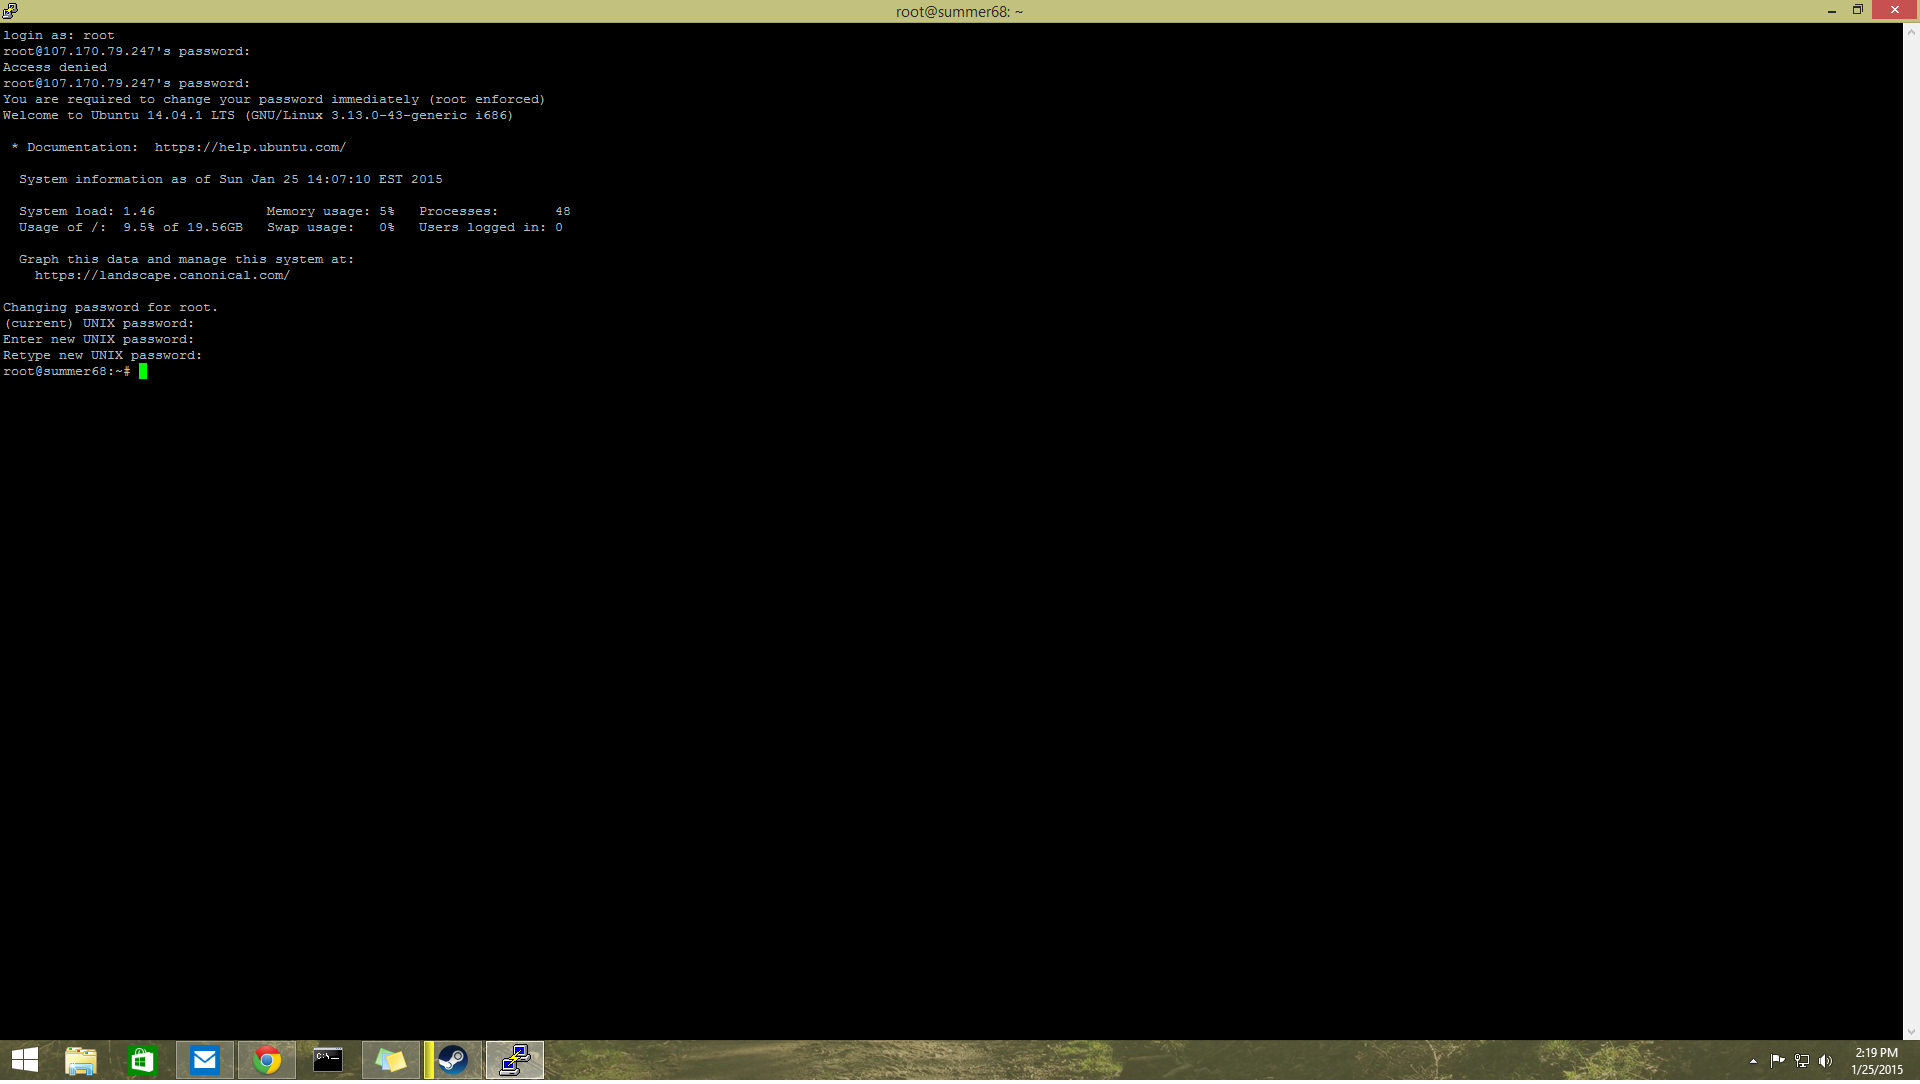 root@summer68: ~
login as: root
root@107.170.79.247's password:
Access denied
root@107.170.79.247's password:
You are required to change your password immediately (root enforced)
Welcome to Ubuntu 14.04.1 LTS (GNU/Linux 3.13.0-43-generic i686)
* Documentation:  https://help.ubuntu.com/
System information as of Sun Jan 25 14:07:10 EST 2015
System load: 1.46              Memory usage: 5%   Processes:       48
Usage of /:  9.5% of 19.56GB   Swap usage:   0%   Users logged in: 0
Graph this data and manage this system at:
https://landscape.canonical.com/
Changing password for root.
(current) UNIX password:
Enter new UNIX password:
Retype new UNIX password:
root@summer68:~#
C:\_
2:19 PM
1/25/2015